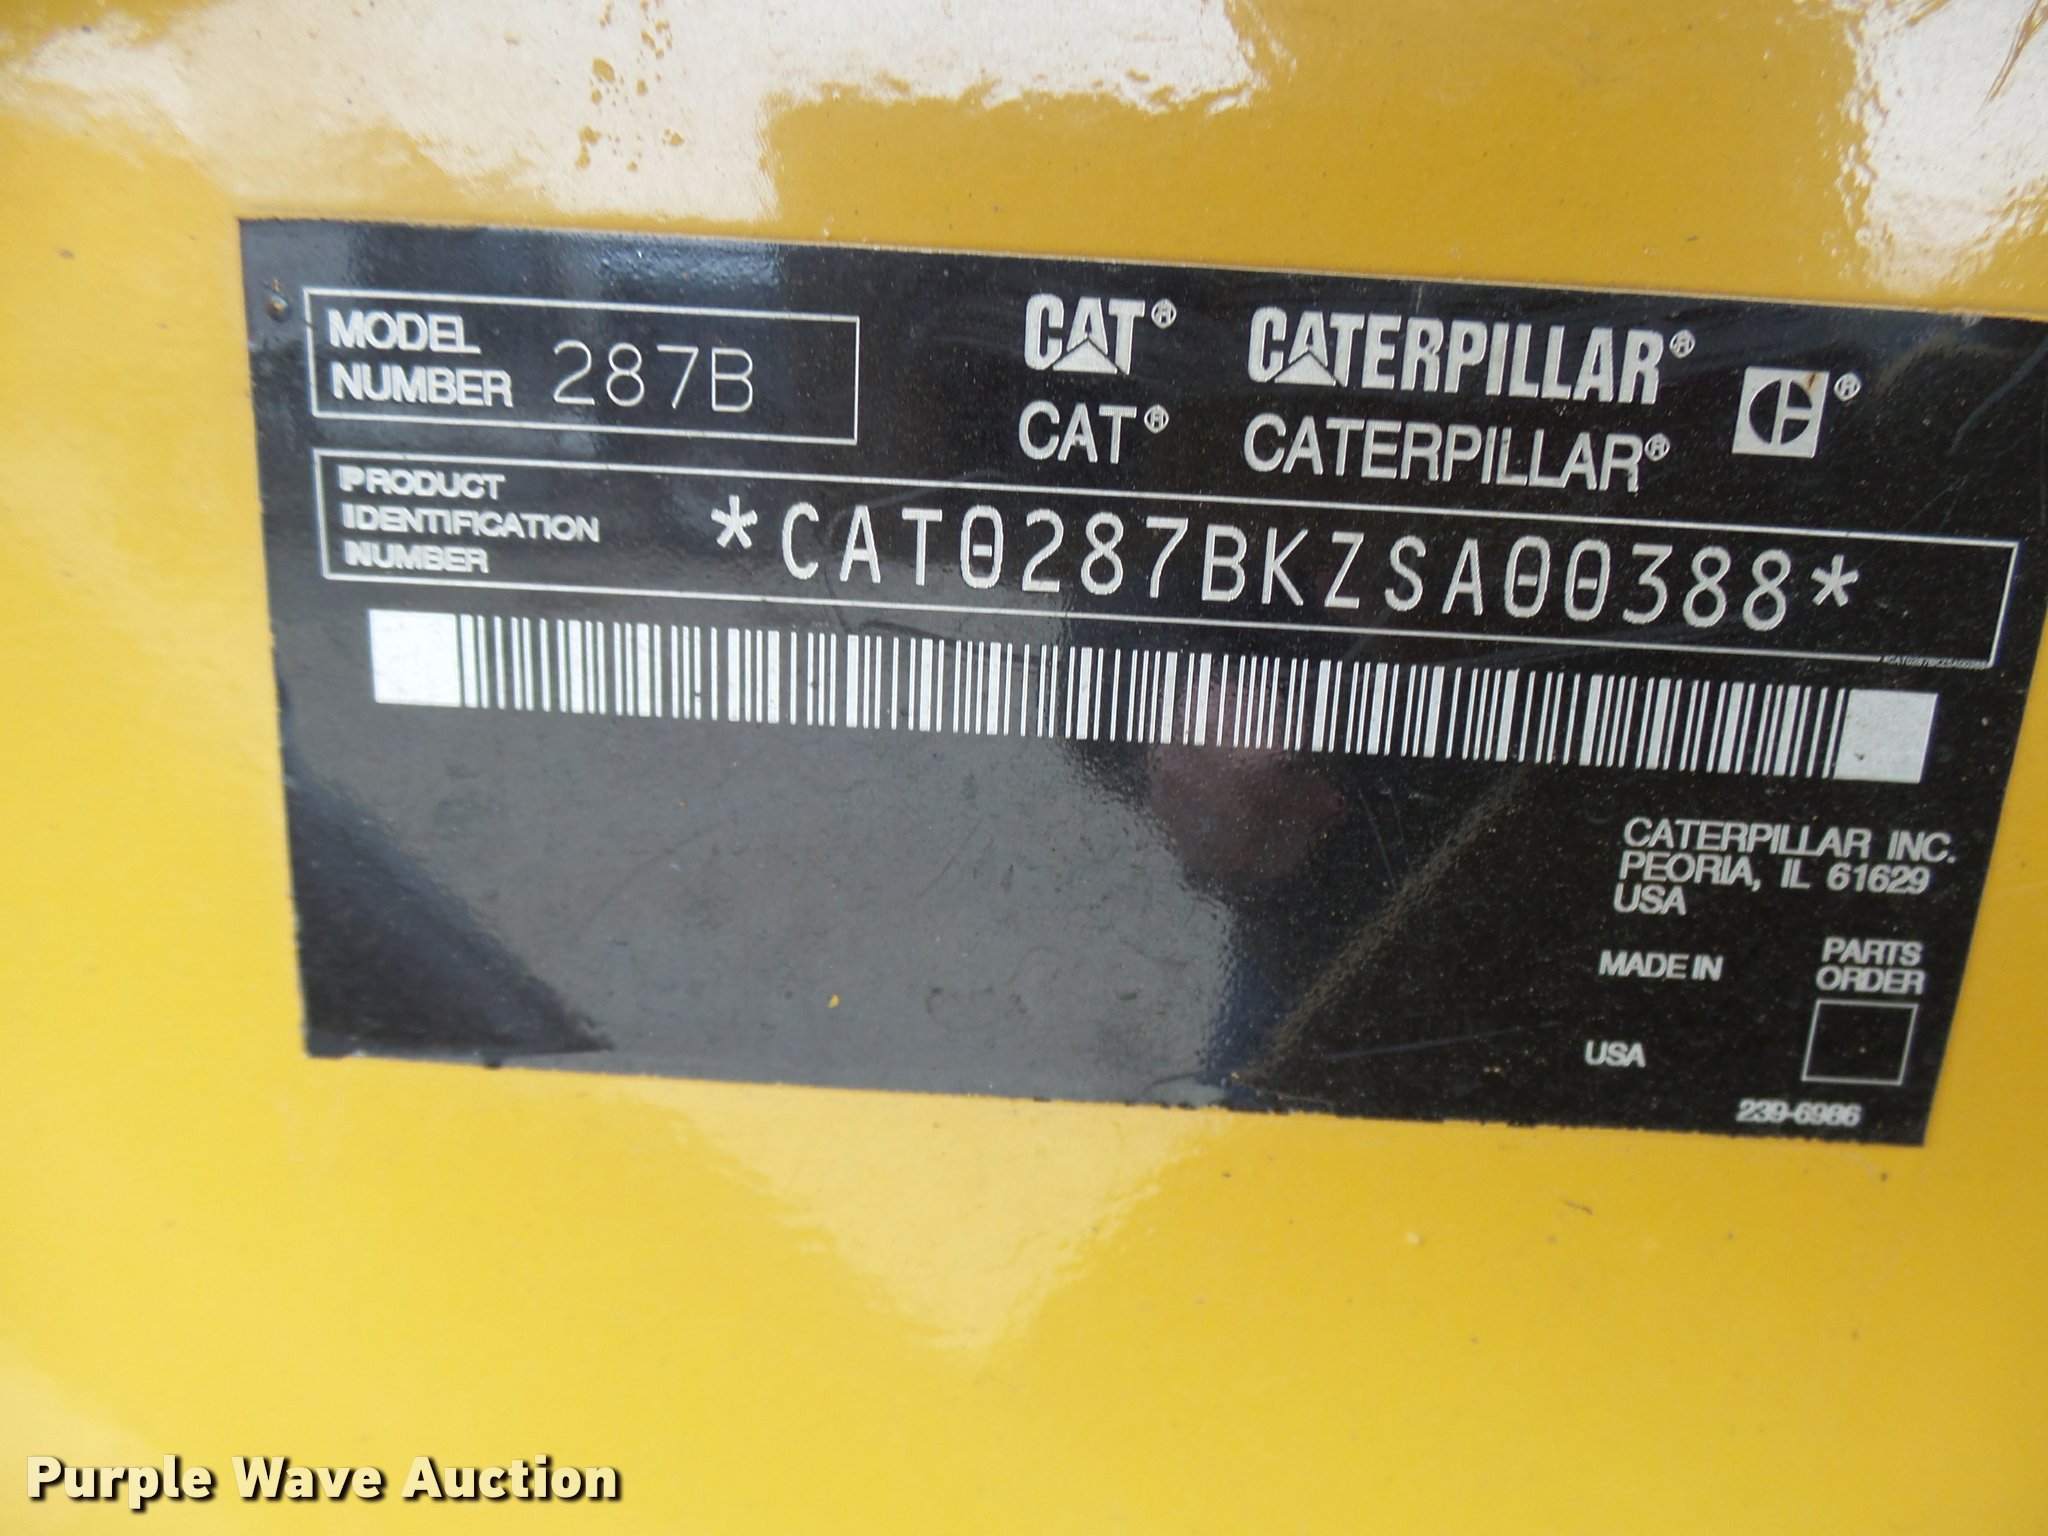 MODEL
NUMBER 287B
CAT® CATERPILLAR®
CAT® CATERPILLAR® ®
PRODUCT
IDENTIFICATION
NUMBER
*CAT0287BKZSA00388*
*CAT0287BKZSA00388*
CATERPILLAR INC.
PEORIA, IL 61629
USA
MADE IN
USA
PARTS
ORDER
239-6986
Purple Wave Auction